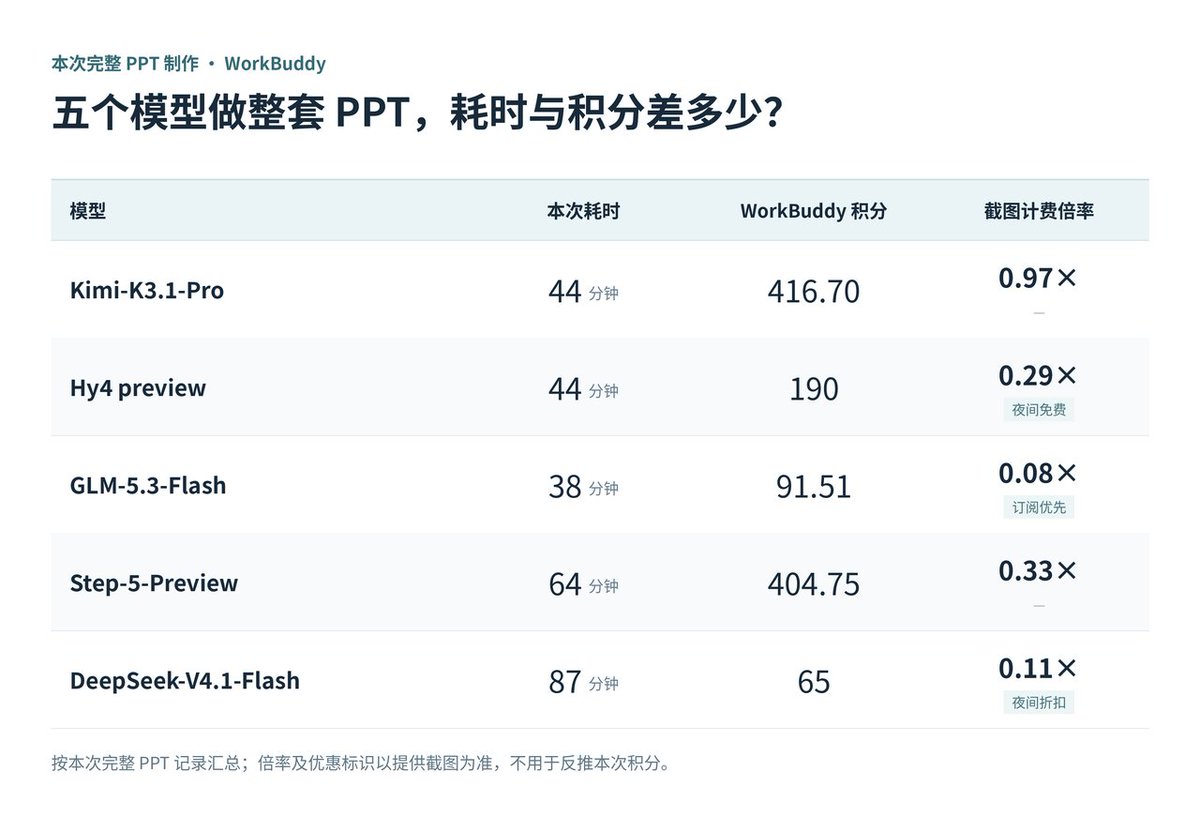 本次完整 PPT 制作 · WorkBuddy
五个模型做整套 PPT，耗时与积分差多少？
模型 本次耗时 WorkBuddy 积分 截图计费倍率
Kimi-K3.1-Pro 44 分钟 416.70 0.97×
—
Hy4 preview 44 分钟 190 0.29×
夜间免费
GLM-5.3-Flash 38 分钟 91.51 0.08×
订阅优先
Step-5-Preview 64 分钟 404.75 0.33×
—
DeepSeek-V4.1-Flash 87 分钟 65 0.11×
夜间折扣
按本次完整 PPT 记录汇总；倍率及优惠标识以提供截图为准，不用于反推本次积分。